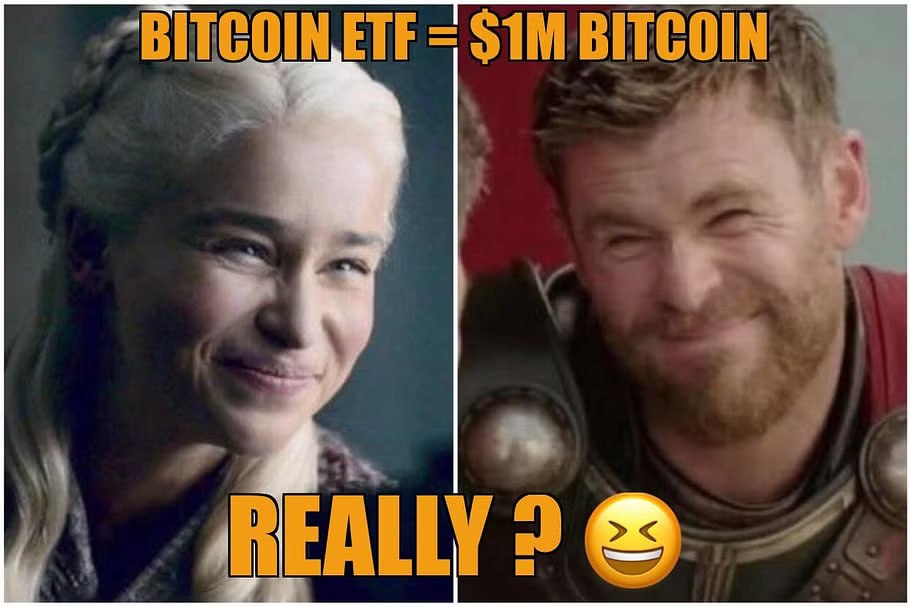 BITCOIN ETF = $1M BITCOIN
REALLY ? 😆